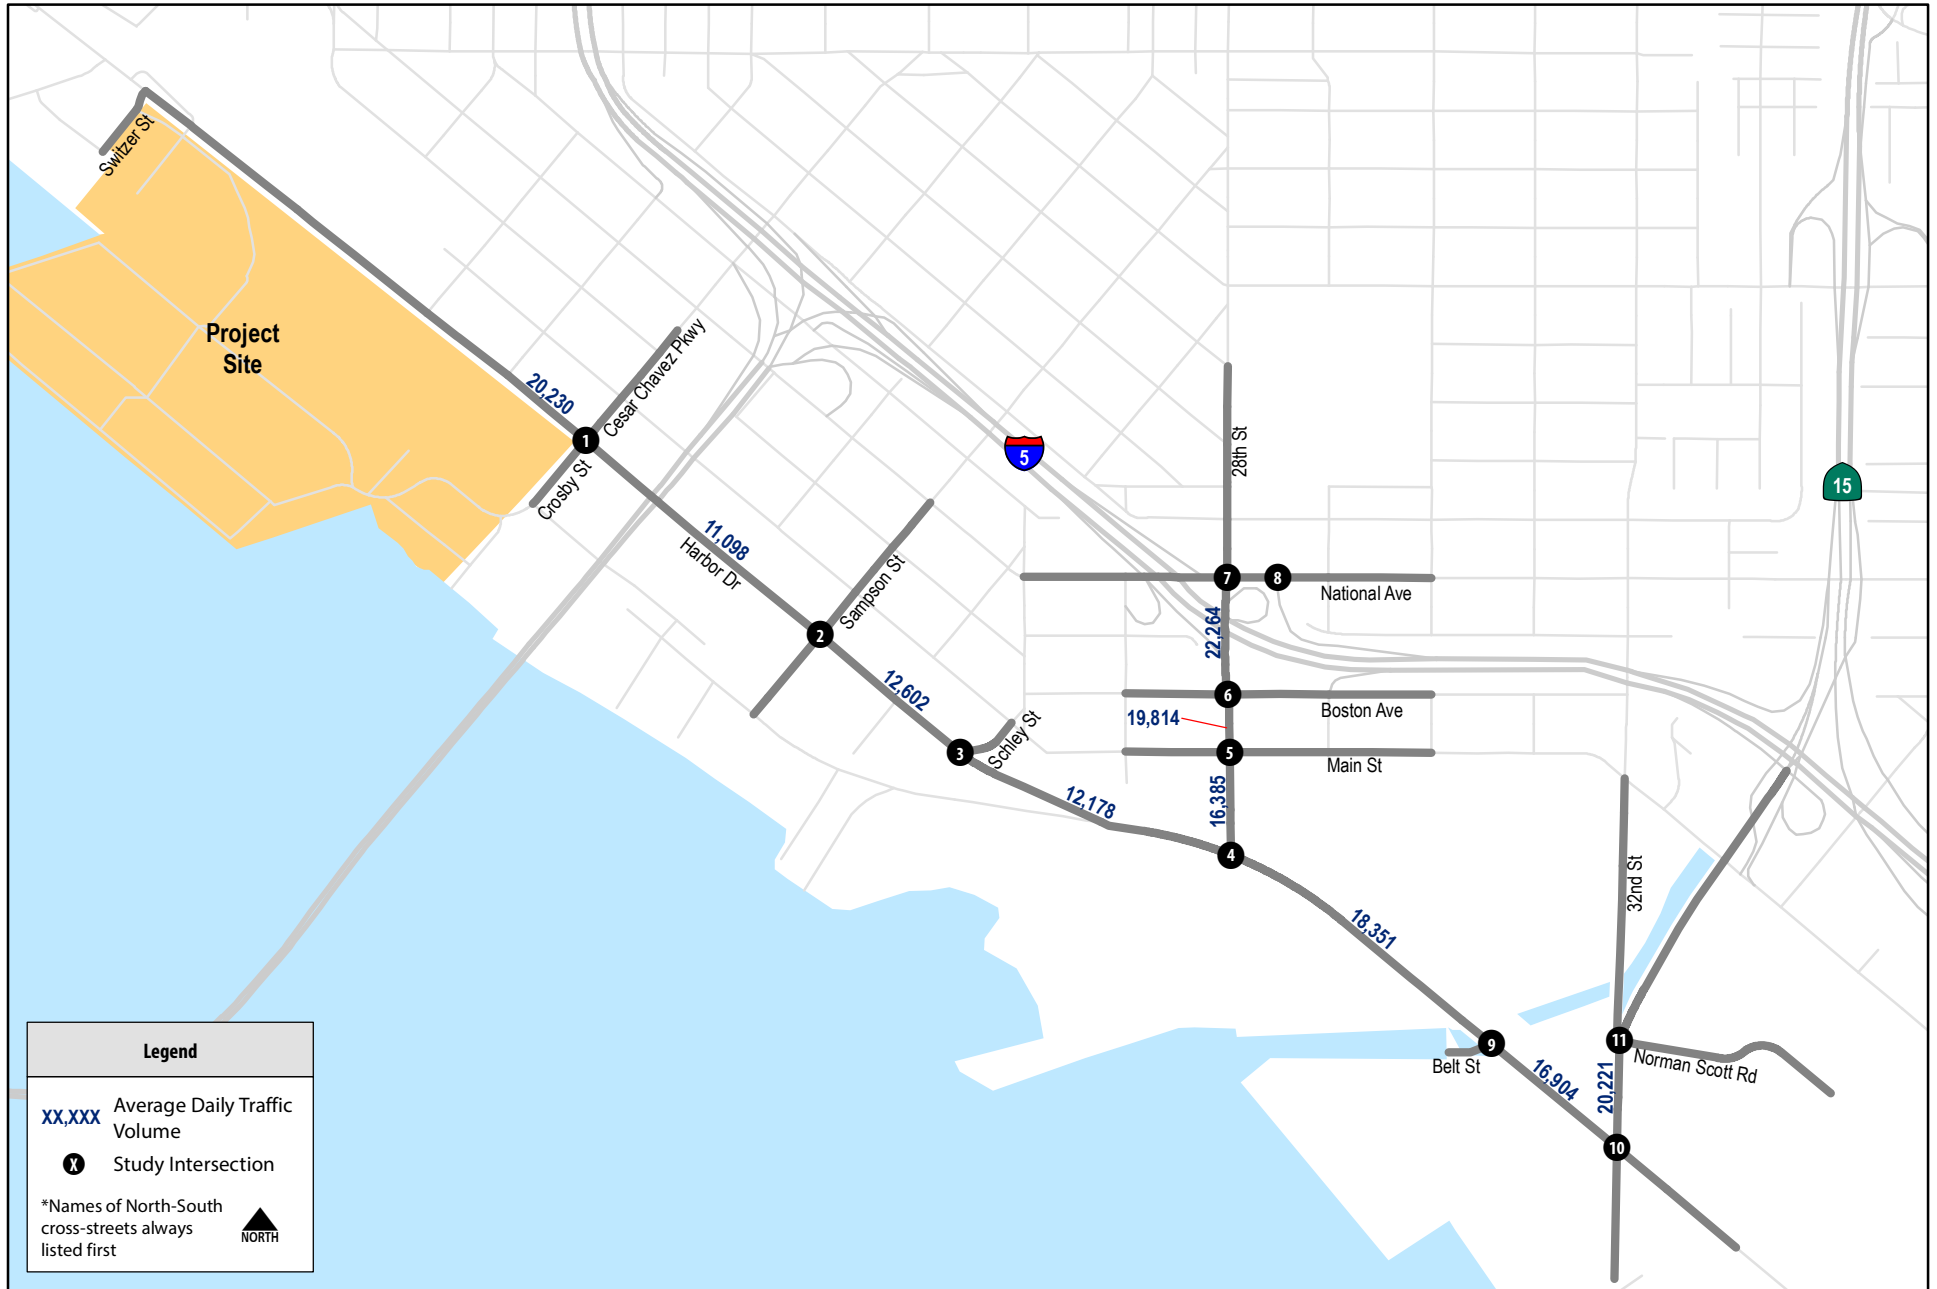 Switzer St
Project
Site
20,230
Cesar Chavez Pkwy
1
Crosby St
11,098
Harbor Dr
Sampson St
2
12,602
3
Schley St
12,178
5
28th St
15
7
8
National Ave
22,264
6
Boston Ave
19,814
5
Main St
16,385
4
18,351
32nd St
9
Belt St
16,904
11
Norman Scott Rd
20,221
10
Legend
XX,XXX
Average Daily Traffic
Volume
X
Study Intersection
*Names of North-South
cross-streets always
listed first
NORTH